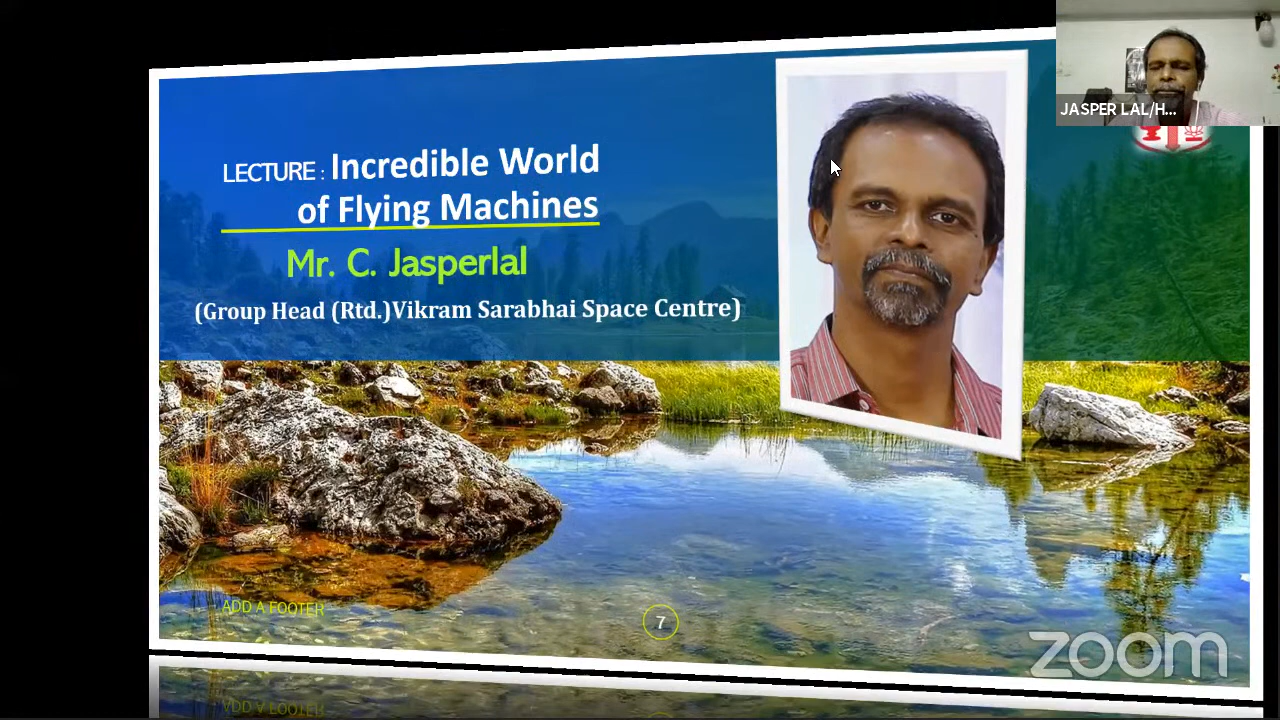 JASPER LAL/H...
LECTURE : Incredible World
of Flying Machines
Mr. C. Jasperlal
(Group Head (Rtd.)Vikram Sarabhai Space Centre)
ADD A FOOTER
7
zoom